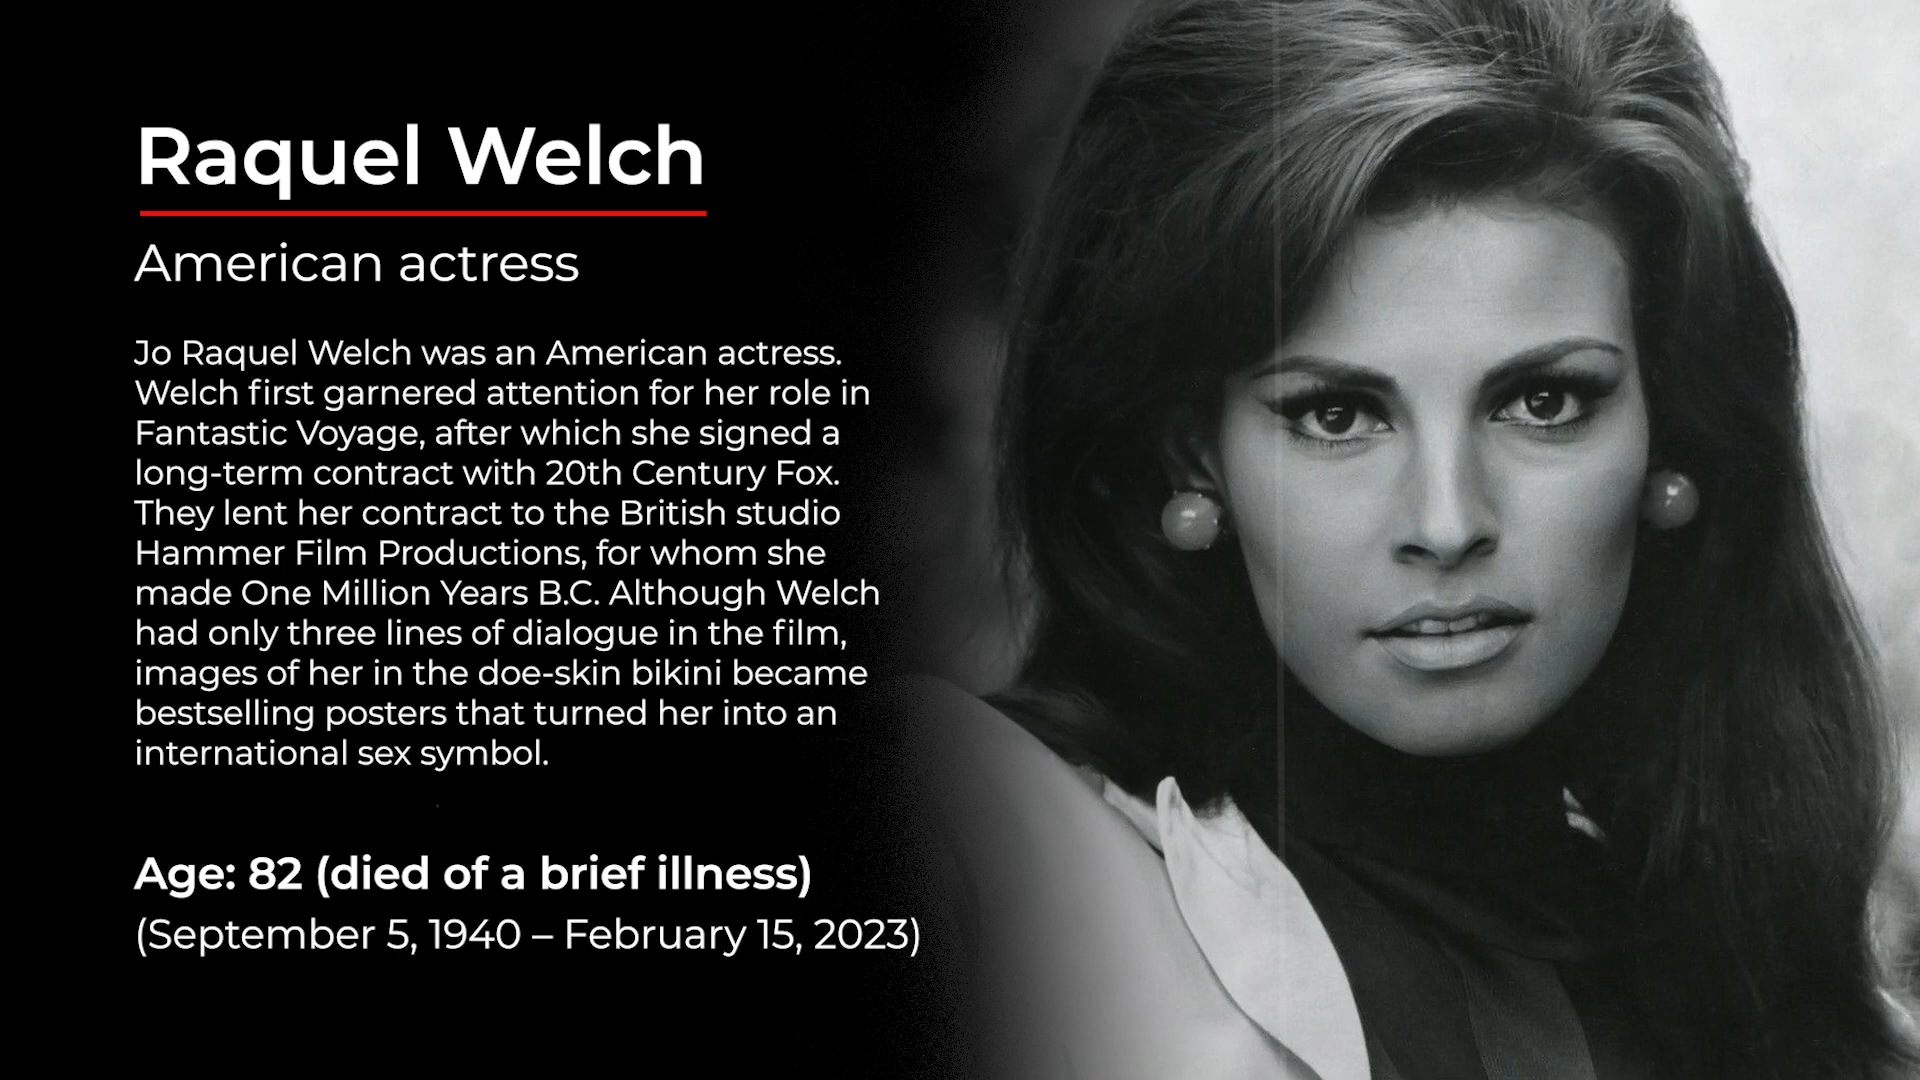 Raquel Welch
American actress
Jo Raquel Welch was an American actress.
Welch first garnered attention for her role in
Fantastic Voyage, after which she signed a
long-term contract with 20th Century Fox.
They lent her contract to the British studio
Hammer Film Productions, for whom she
made One Million Years B.C. Although Welch
had only three lines of dialogue in the film,
images of her in the doe-skin bikini became
bestselling posters that turned her into an
international sex symbol.
Age: 82 (died of a brief illness)
(September 5, 1940 – February 15, 2023)